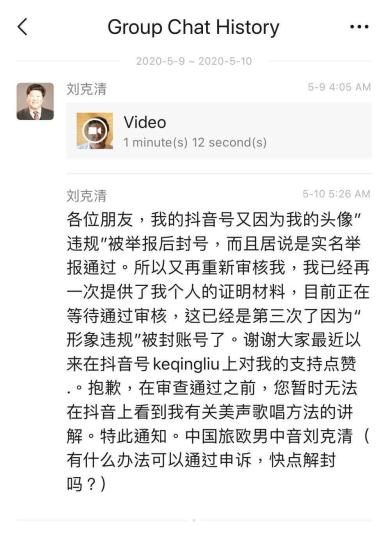 Group Chat History
2020-5-9 ~ 2020-5-10
刘克清
5-9 4:05 AM
Video
1 minute(s) 12 second(s)
刘克清
5-10 5:26 AM
各位朋友，我的抖音号又因为我的头像”
违规”被举报后封号，而且居说是实名举
报通过。所以又再重新审核我，我已经再
一次提供了我个人的证明材料，目前正在
等待通过审核，这已经是第三次了因为“
形象违规”被封账号了。谢谢大家最近以
来在抖音号keqingliu上对我的支持点赞
.。抱歉，在审查通过之前，您暂时无法
在抖音上看到我有关美声歌唱方法的讲
解。特此通知。中国旅欧男中音刘克清（
有什么办法可以通过申诉，快点解封
吗？）